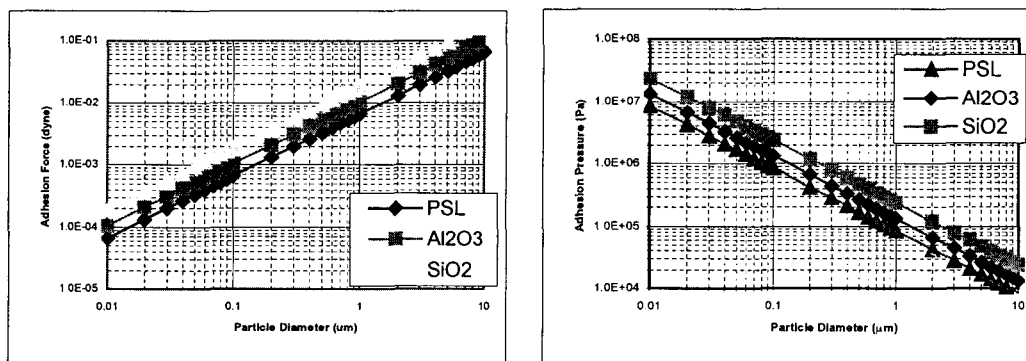 1.0E-01
1.0E-02
1.0E-03
1.0E-04
1.0E-05
Adhesion Force (dyne)
0.01 0.1 1 10
Particle Diameter (um)
PSL
Al2O3
SiO2
1.0E+08
1.0E+07
1.0E+06
1.0E+05
1.0E+04
Adhesion Pressure (Pa)
0.01 0.1 1 10
Particle Diameter (μm)
PSL
Al2O3
SiO2